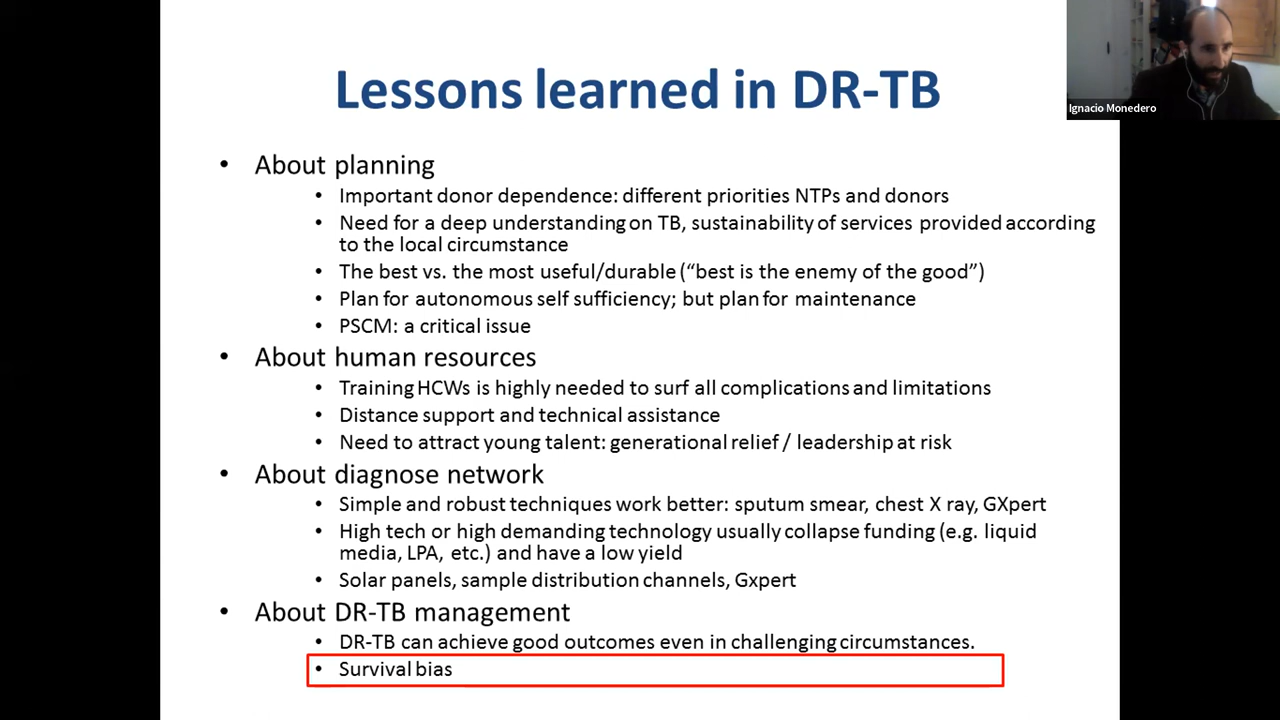 Lessons learned in DR-TB
Ignacio Monedero
• About planning
• Important donor dependence: different priorities NTPs and donors
• Need for a deep understanding on TB, sustainability of services provided according
to the local circumstance
• The best vs. the most useful/durable (“best is the enemy of the good”)
• Plan for autonomous self sufficiency; but plan for maintenance
• PSCM: a critical issue
• About human resources
• Training HCWs is highly needed to surf all complications and limitations
• Distance support and technical assistance
• Need to attract young talent: generational relief / leadership at risk
• About diagnose network
• Simple and robust techniques work better: sputum smear, chest X ray, GXpert
• High tech or high demanding technology usually collapse funding (e.g. liquid
media, LPA, etc.) and have a low yield
• Solar panels, sample distribution channels, Gxpert
• About DR-TB management
• DR-TB can achieve good outcomes even in challenging circumstances.
• Survival bias